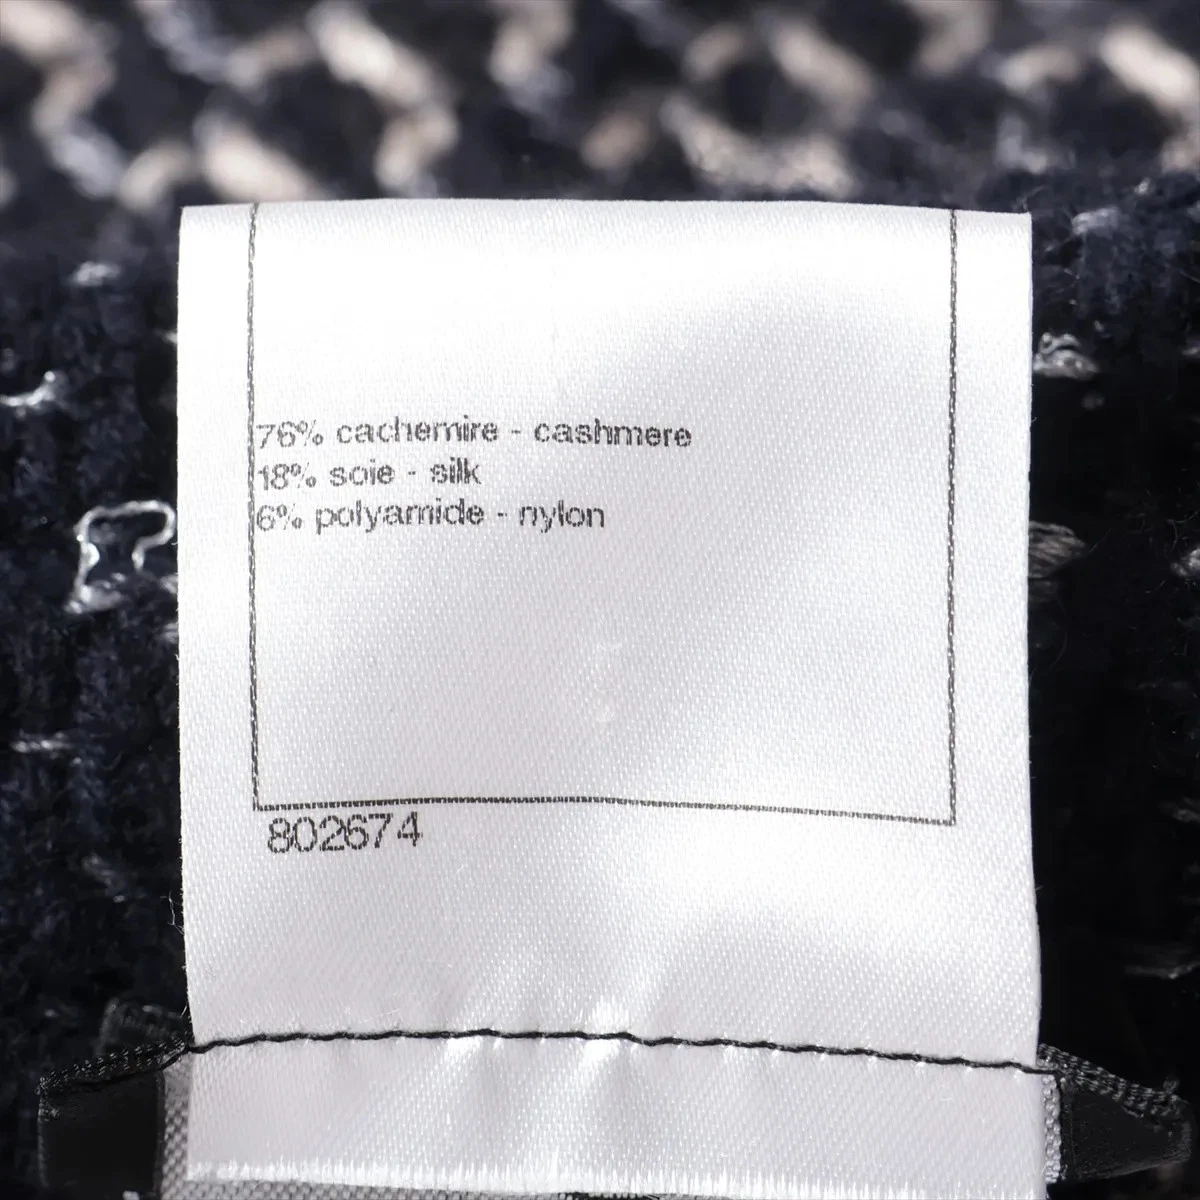 76% cachemire - cashmere
18% soie - silk
6% polyamide - nylon
802674